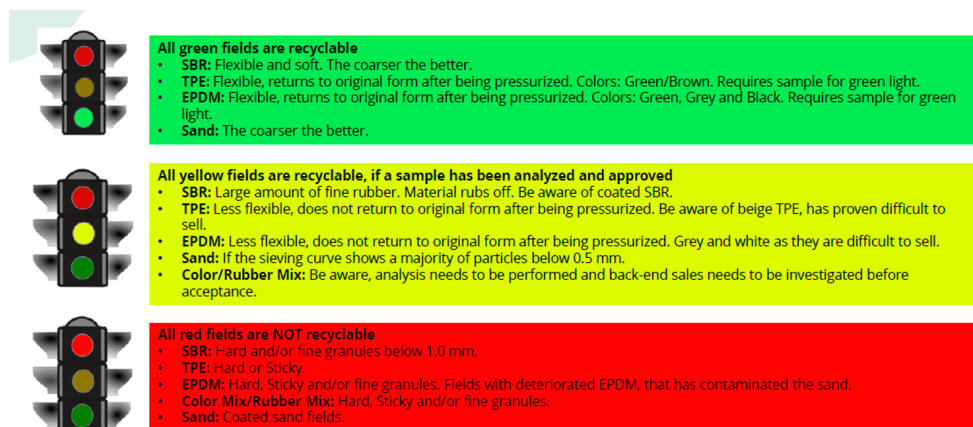 All green fields are recyclable
• SBR: Flexible and soft. The coarser the better.
• TPE: Flexible, returns to original form after being pressurized. Colors: Green/Brown. Requires sample for green light.
• EPDM: Flexible, returns to original form after being pressurized. Colors: Green, Grey and Black. Requires sample for green
light.
• Sand: The coarser the better.
All yellow fields are recyclable, if a sample has been analyzed and approved
• SBR: Large amount of fine rubber. Material rubs off. Be aware of coated SBR.
• TPE: Less flexible, does not return to original form after being pressurized. Be aware of beige TPE, has proven difficult to
sell.
• EPDM: Less flexible, does not return to original form after being pressurized. Grey and white as they are difficult to sell.
• Sand: If the sieving curve shows a majority of particles below 0.5 mm.
• Color/Rubber Mix: Be aware, analysis needs to be performed and back-end sales needs to be investigated before
acceptance.
All red fields are NOT recyclable
• SBR: Hard and/or fine granules below 1.0 mm.
• TPE: Hard or Sticky.
• EPDM: Hard, Sticky and/or fine granules. Fields with deteriorated EPDM, that has contaminated the sand.
• Color Mix/Rubber Mix: Hard, Sticky and/or fine granules.
• Sand: Coated sand fields.